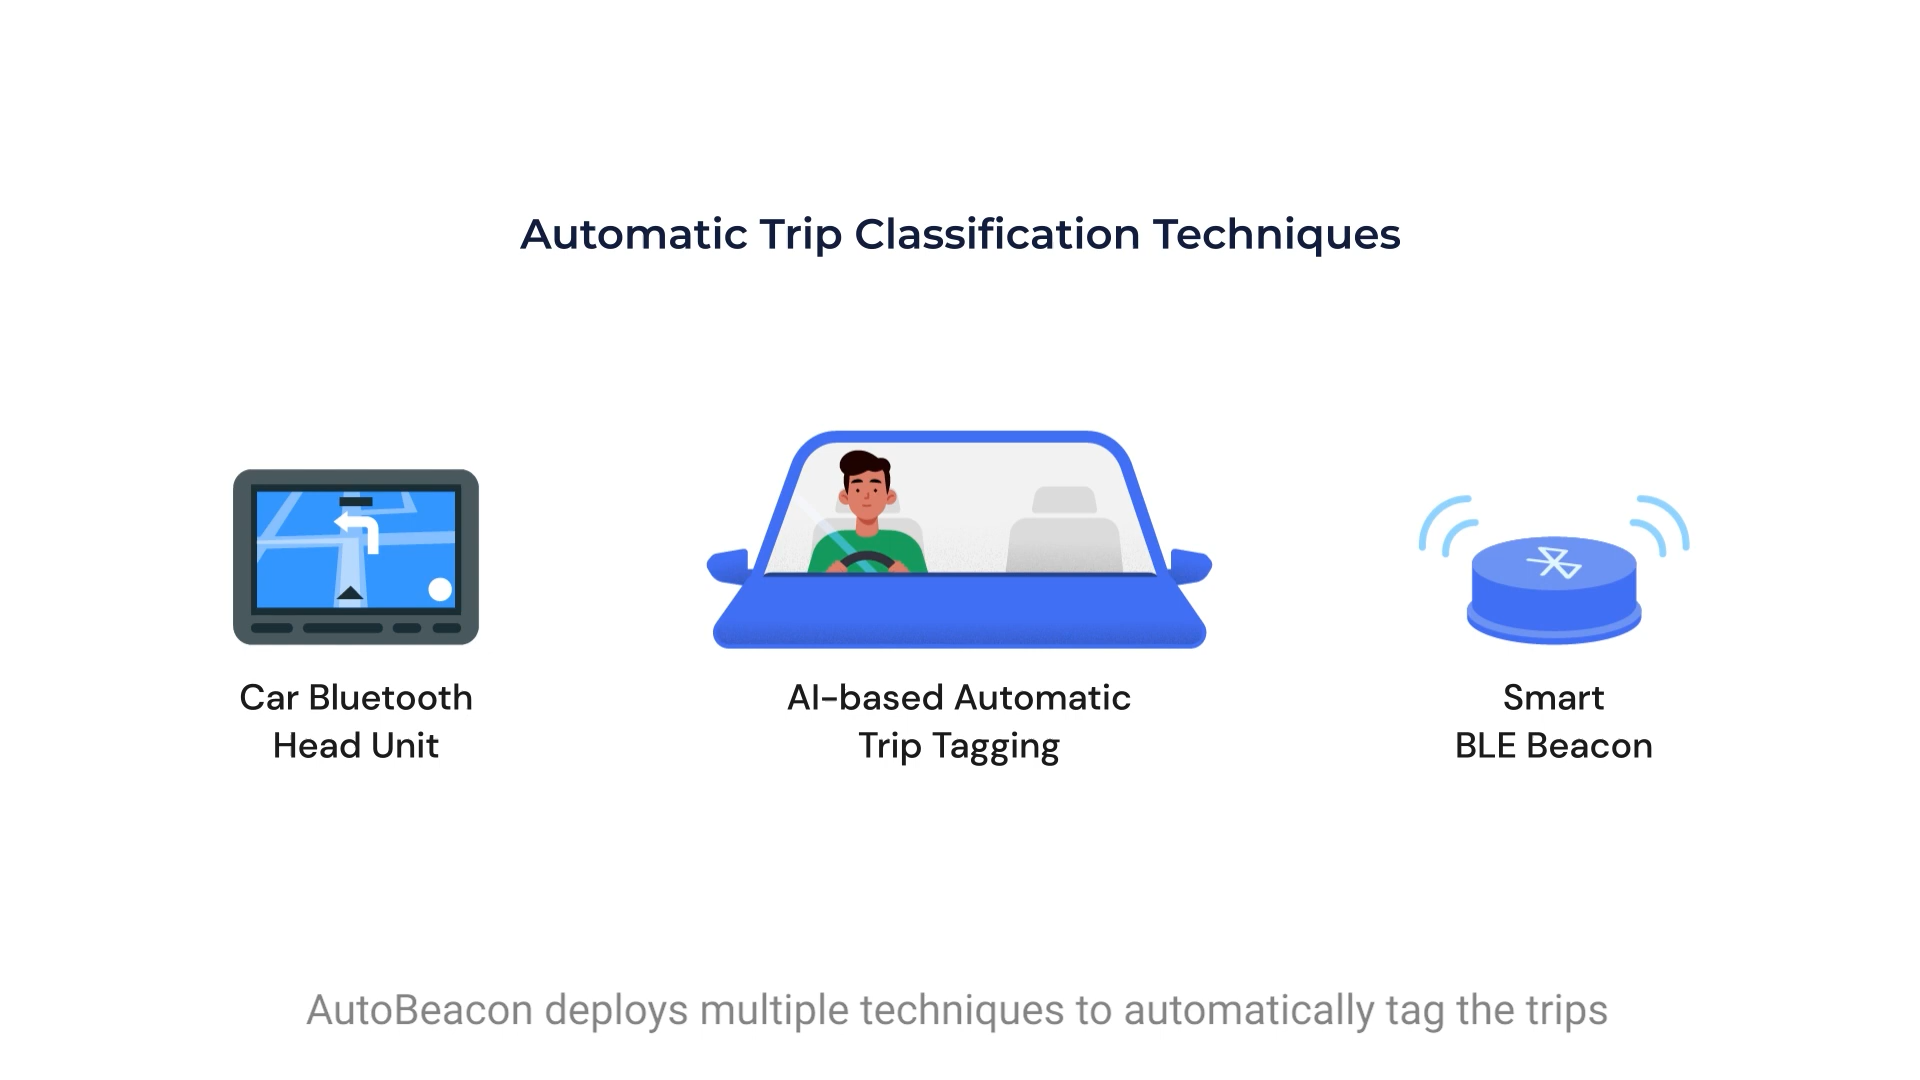 Automatic Trip Classification Techniques
Car Bluetooth
Head Unit
AI-based Automatic
Trip Tagging
Smart
BLE Beacon
AutoBeacon deploys multiple techniques to automatically tag the trips